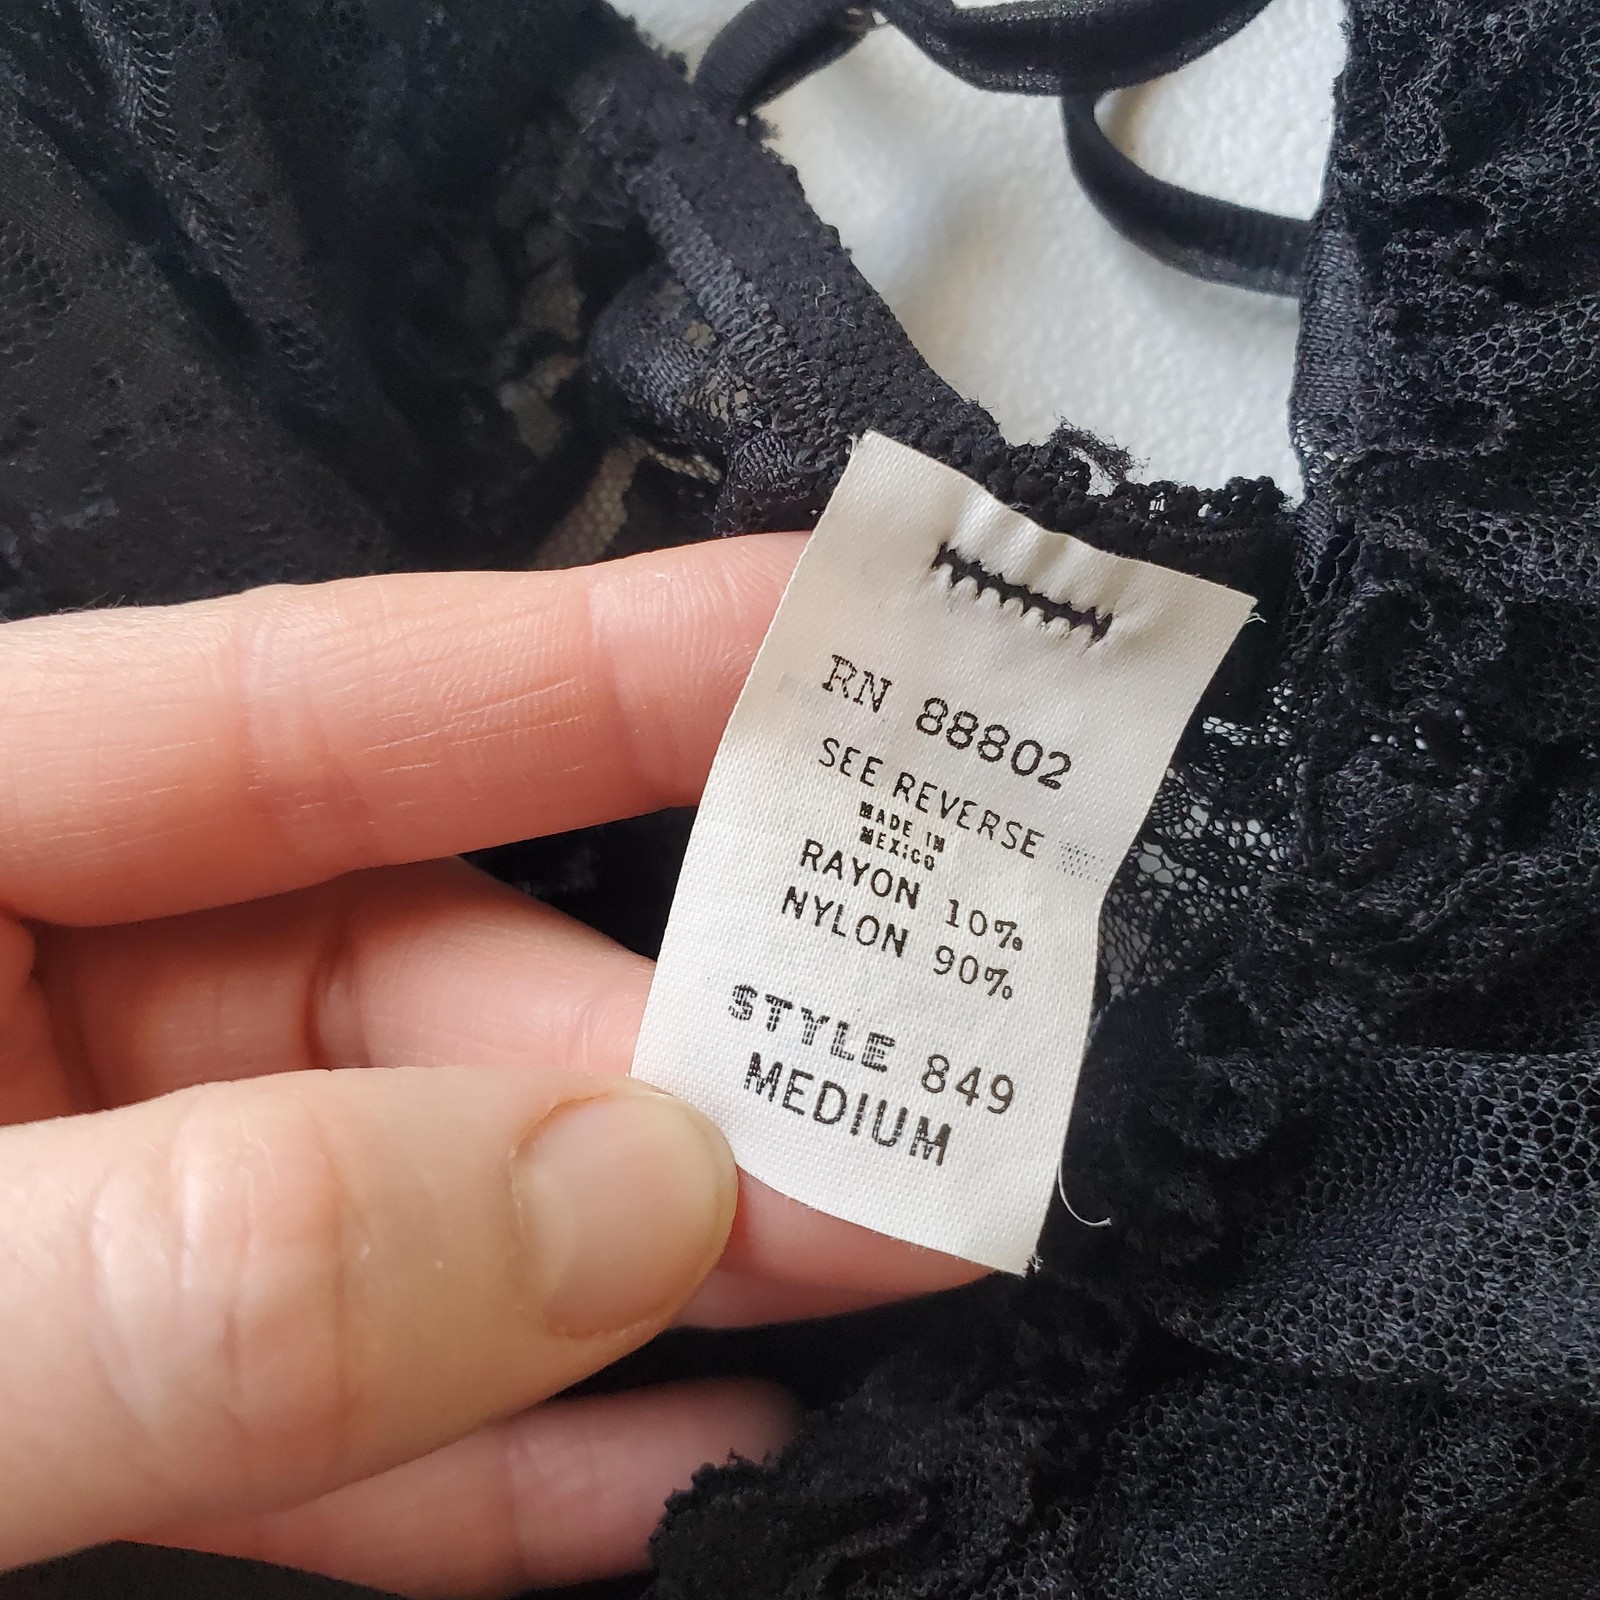 RN 88802
SEE REVERSE
MADE IN
MEXICO
RAYON 10%
NYLON 90%
STYLE 849
MEDIUM